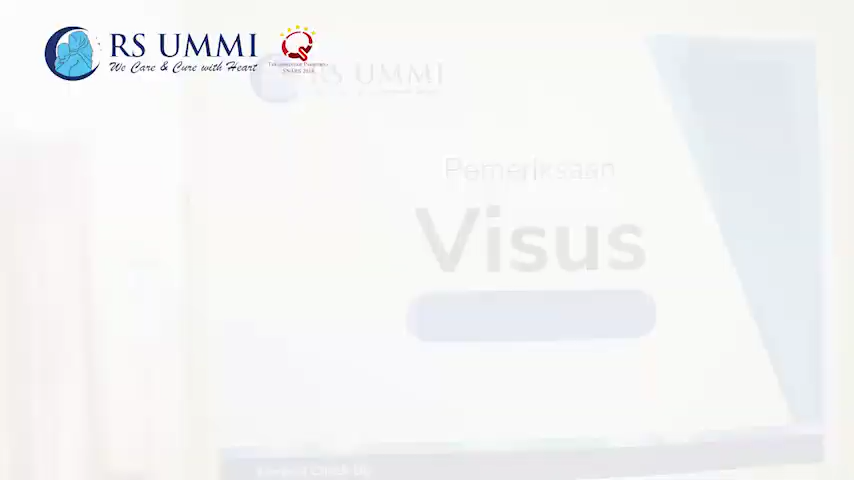 RS UMMI
We Care & Cure with Heart
RS UMMI
Pemeriksaan
Visus